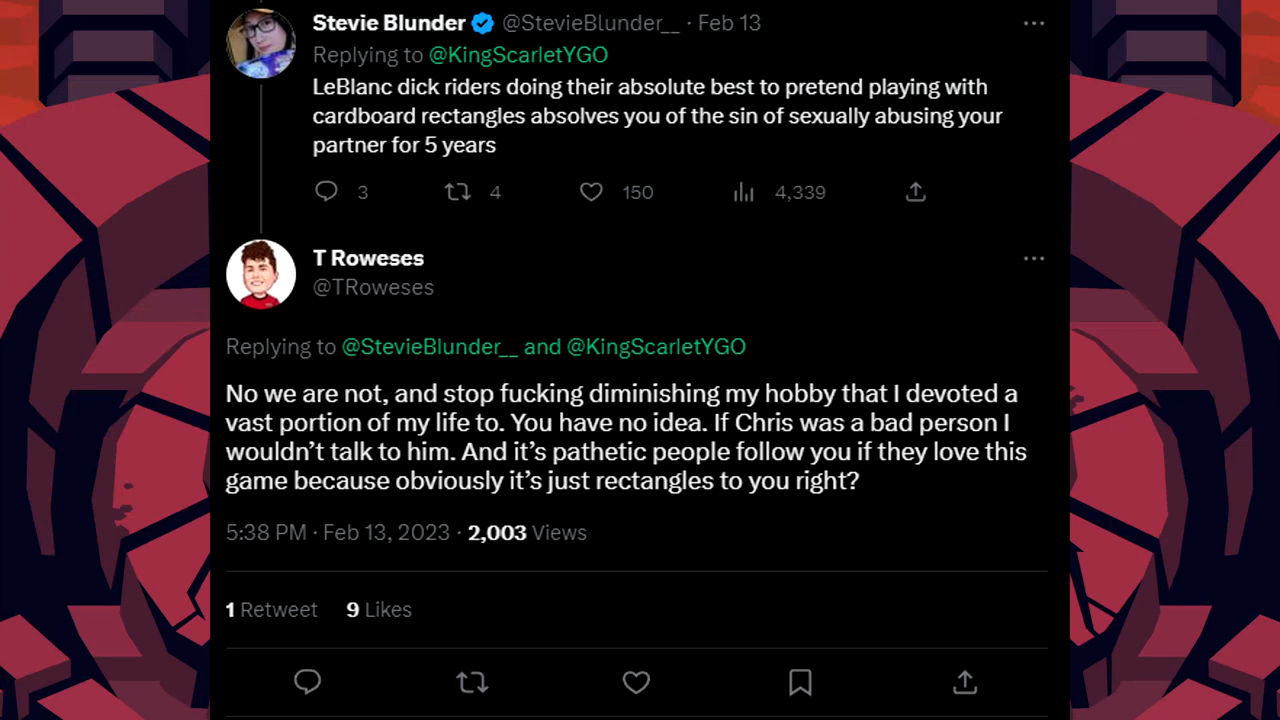 Stevie Blunder @StevieBlunder__ · Feb 13
Replying to @KingScarletYGO
LeBlanc dick riders doing their absolute best to pretend playing with
cardboard rectangles absolves you of the sin of sexually abusing your
partner for 5 years
3 4 150 4,339
T Roweses
@TRoweses
Replying to @StevieBlunder__ and @KingScarletYGO
No we are not, and stop fucking diminishing my hobby that I devoted a
vast portion of my life to. You have no idea. If Chris was a bad person I
wouldn’t talk to him. And it’s pathetic people follow you if they love this
game because obviously it’s just rectangles to you right?
5:38 PM · Feb 13, 2023 · 2,003 Views
1 Retweet 9 Likes